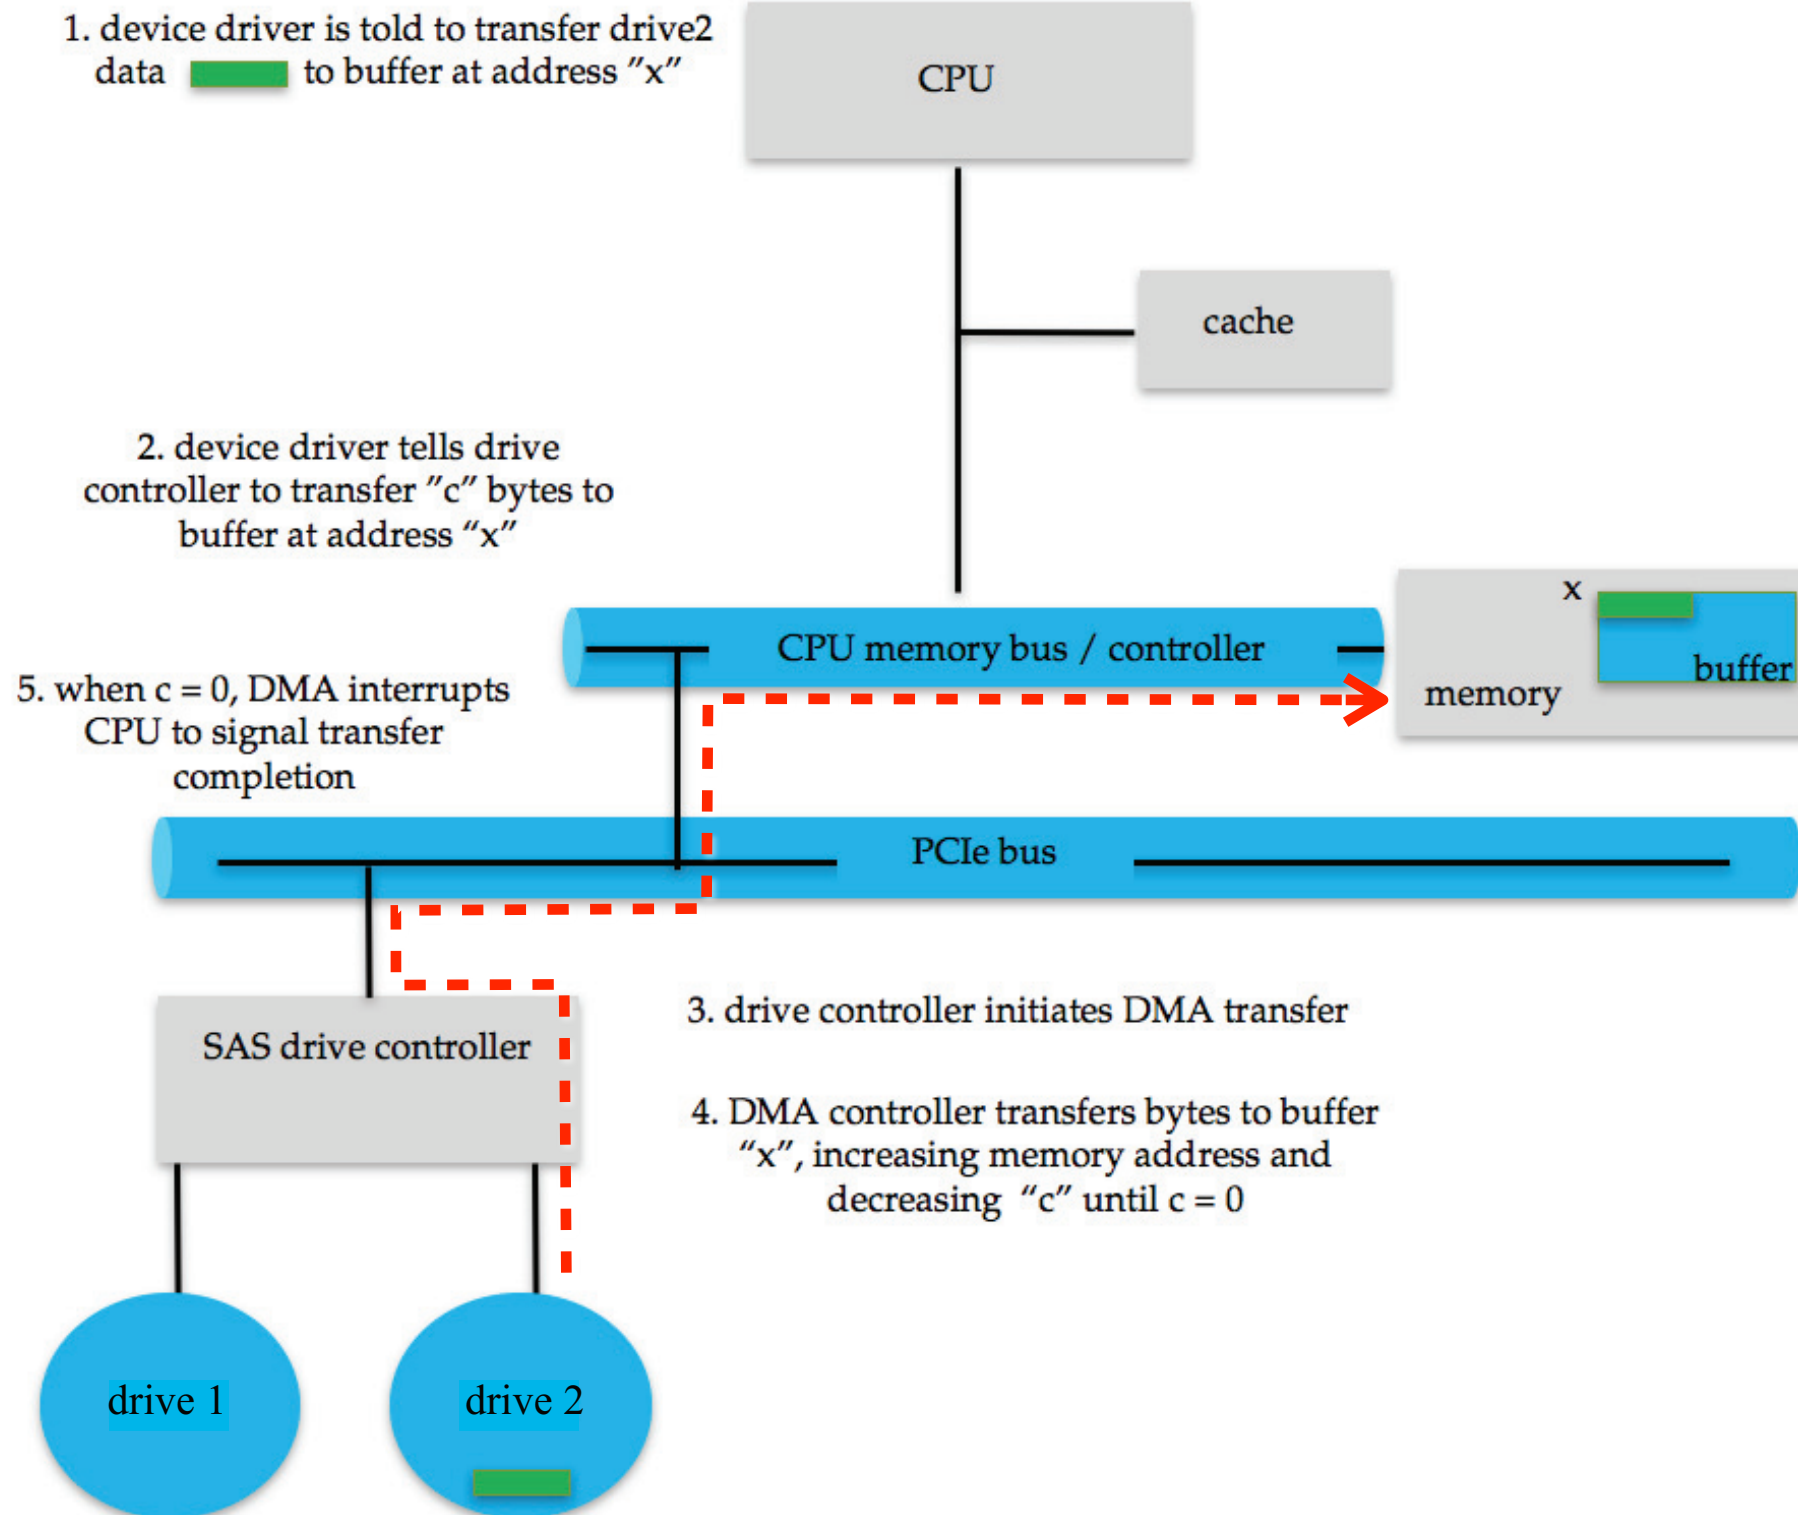 1. device driver is told to transfer drive2
data to buffer at address "x"
CPU
cache
2. device driver tells drive
controller to transfer "c" bytes to
buffer at address "x"
x
buffer
memory
CPU memory bus / controller
5. when c = 0, DMA interrupts
CPU to signal transfer
completion
PCIe bus
SAS drive controller
3. drive controller initiates DMA transfer
4. DMA controller transfers bytes to buffer
"x", increasing memory address and
decreasing "c" until c = 0
drive 1
drive 2